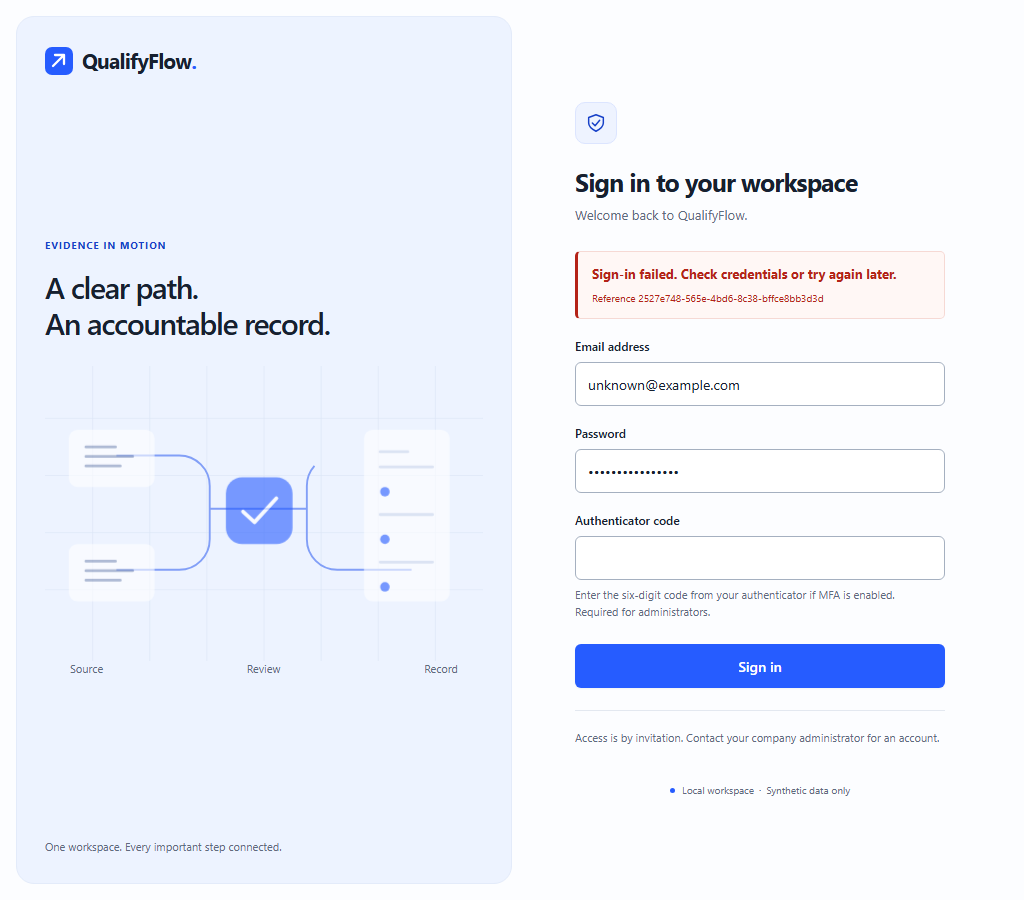 QualifyFlow.
EVIDENCE IN MOTION
A clear path.
An accountable record.
Source
Review
Record
One workspace. Every important step connected.
Sign in to your workspace
Welcome back to QualifyFlow.
Sign-in failed. Check credentials or try again later.
Reference 2527e748-565e-4bd6-8c38-bffce8bb3d3d
Email address
unknown@example.com
Password
••••••••••••••••
Authenticator code
Enter the six-digit code from your authenticator if MFA is enabled.
Required for administrators.
Sign in
Access is by invitation. Contact your company administrator for an account.
Local workspace · Synthetic data only